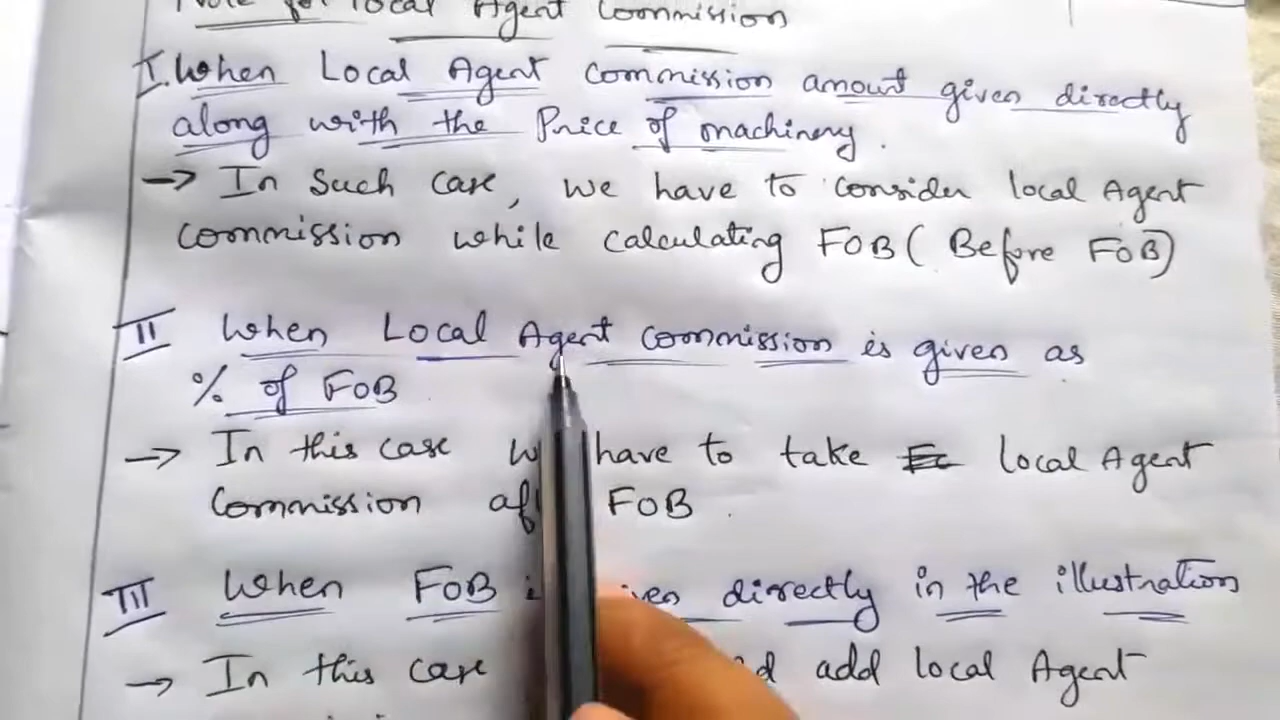 Note for Local Agent Commission
I. When Local Agent Commission amount given directly
along with the Price of machinery.
→ In such case, we have to consider local Agent
Commission while calculating FOB ( Before FOB)
II When Local Agent Commission is given as
% of FOB
→ In this case have to take local Agent
Commission FOB.
III When FOB directly in the illustration
→ In this case add local Agent